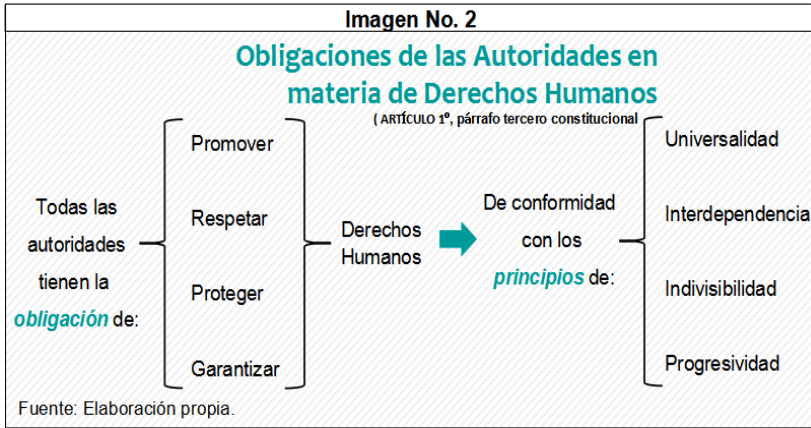 Imagen No. 2
Obligaciones de las Autoridades en
materia de Derechos Humanos
( ARTÍCULO 1º, párrafo tercero constitucional
Todas las
autoridades
tienen la
obligación de:
Promover
Respetar
Proteger
Garantizar
Derechos
Humanos
De conformidad
con los
principios de:
Universalidad
Interdependencia
Indivisibilidad
Progresividad
Fuente: Elaboración propia.